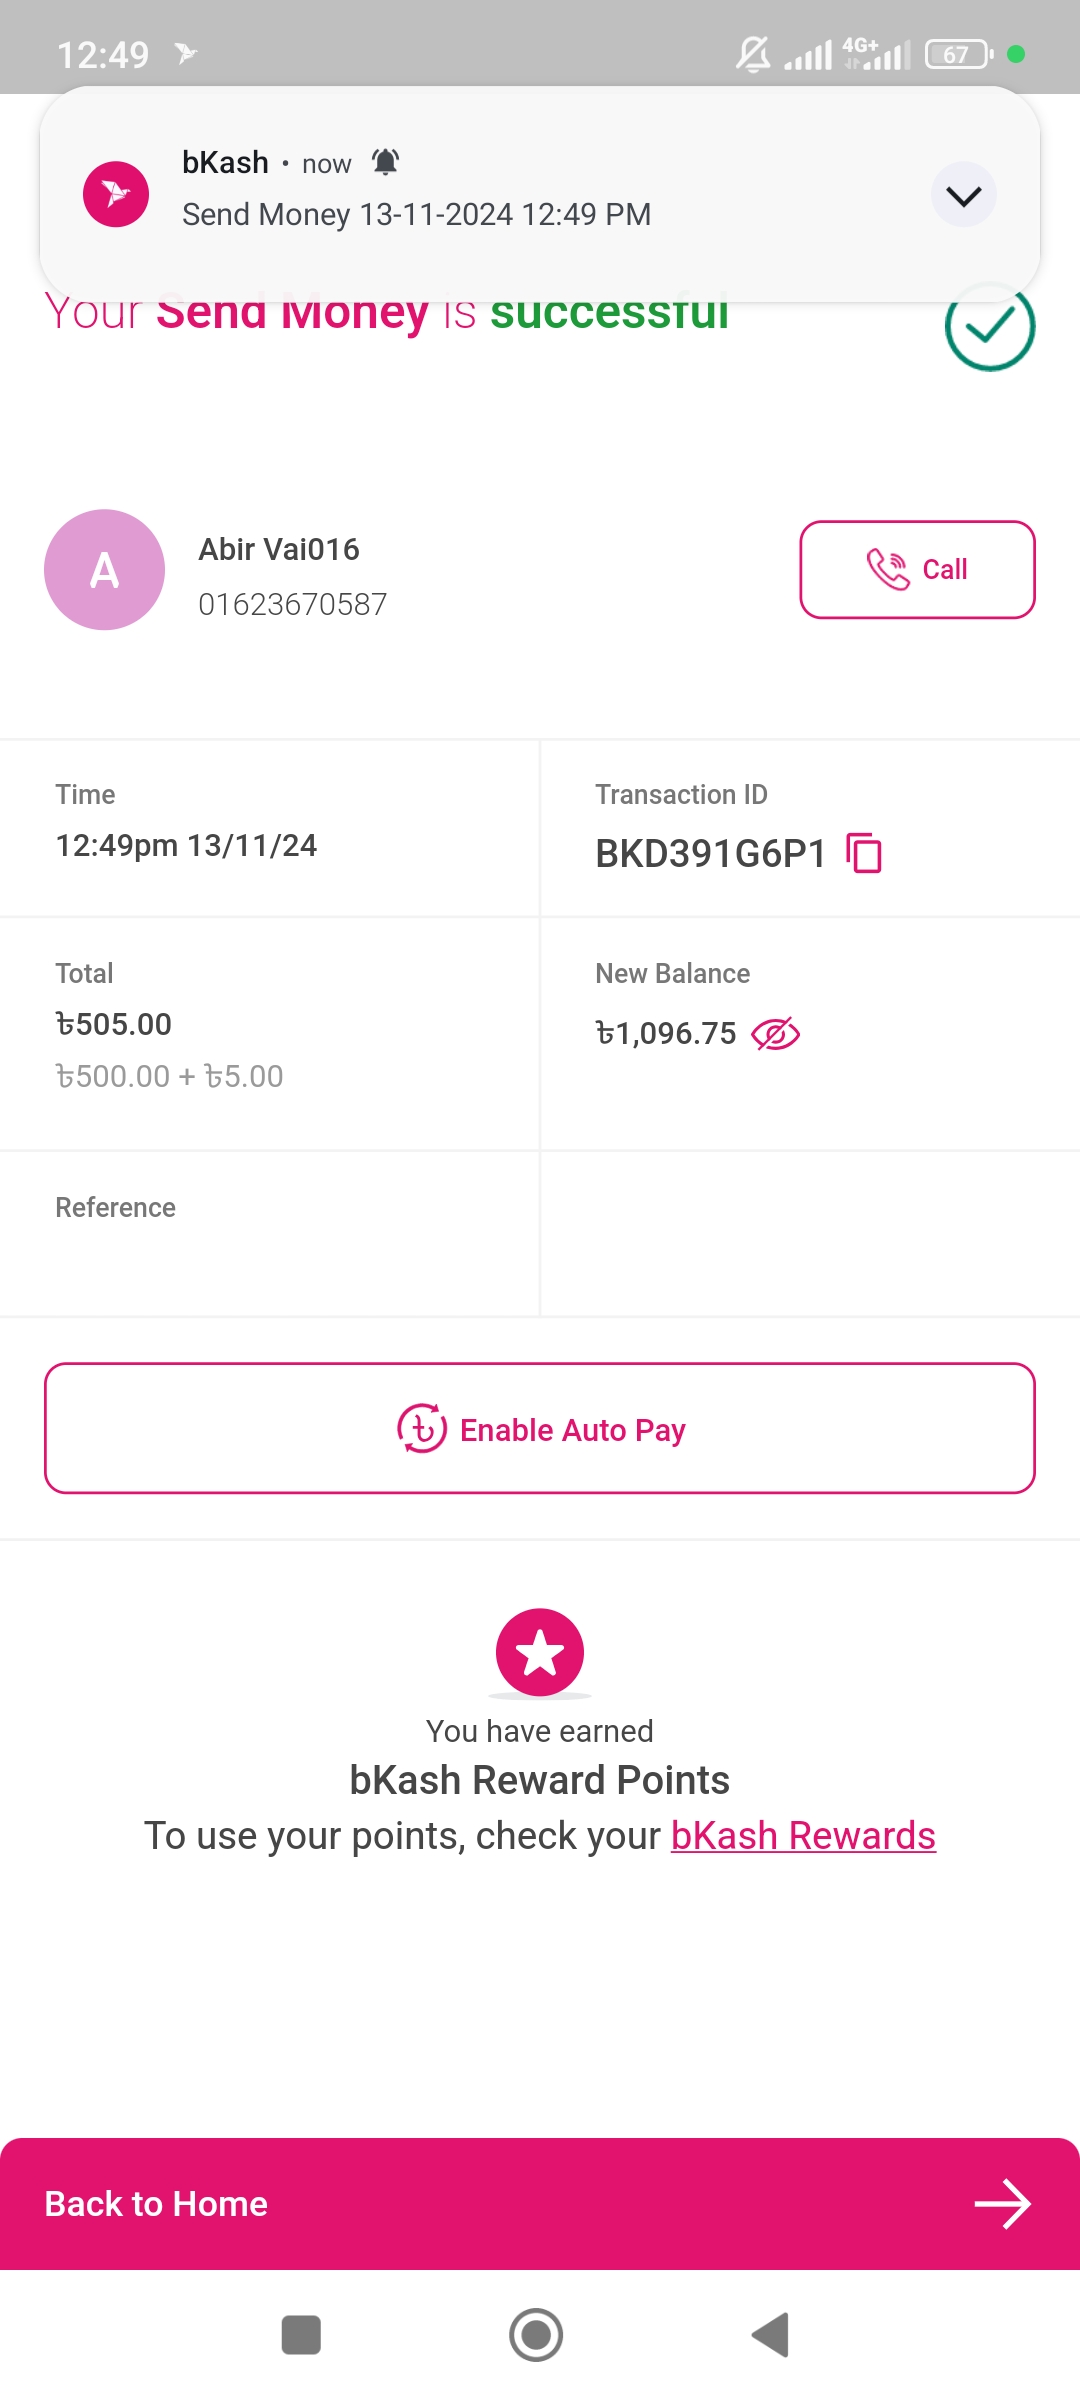 12:49
4G+
67
bKash • now
Send Money 13-11-2024 12:49 PM
Your Send Money is successful
A
Abir Vai016
01623670587
Call
Time
12:49pm 13/11/24
Transaction ID
BKD391G6P1
Total
৳505.00
৳500.00 + ৳5.00
New Balance
৳1,096.75
Reference
৳ Enable Auto Pay
You have earned
bKash Reward Points
To use your points, check your bKash Rewards
Back to Home